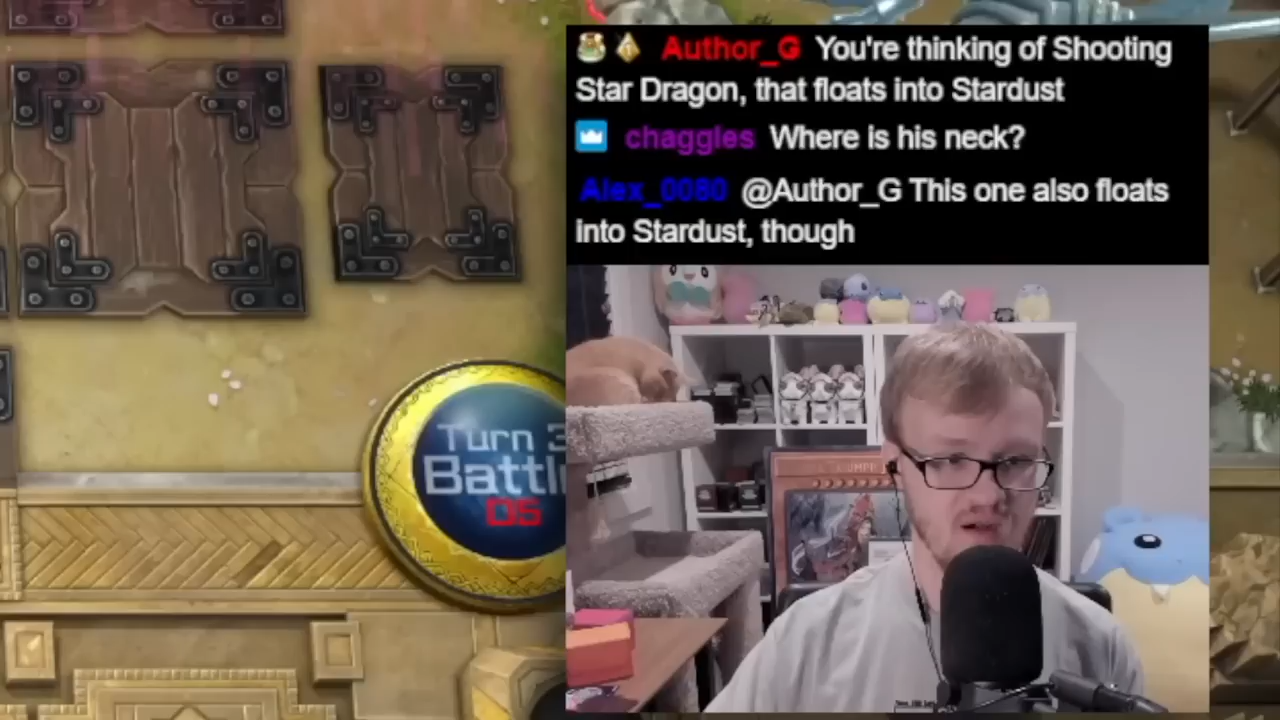 Author_G You're thinking of Shooting
Star Dragon, that floats into Stardust
chaggles Where is his neck?
Alex_0080 @Author_G This one also floats
into Stardust, though
Turn 3
Battl
DS